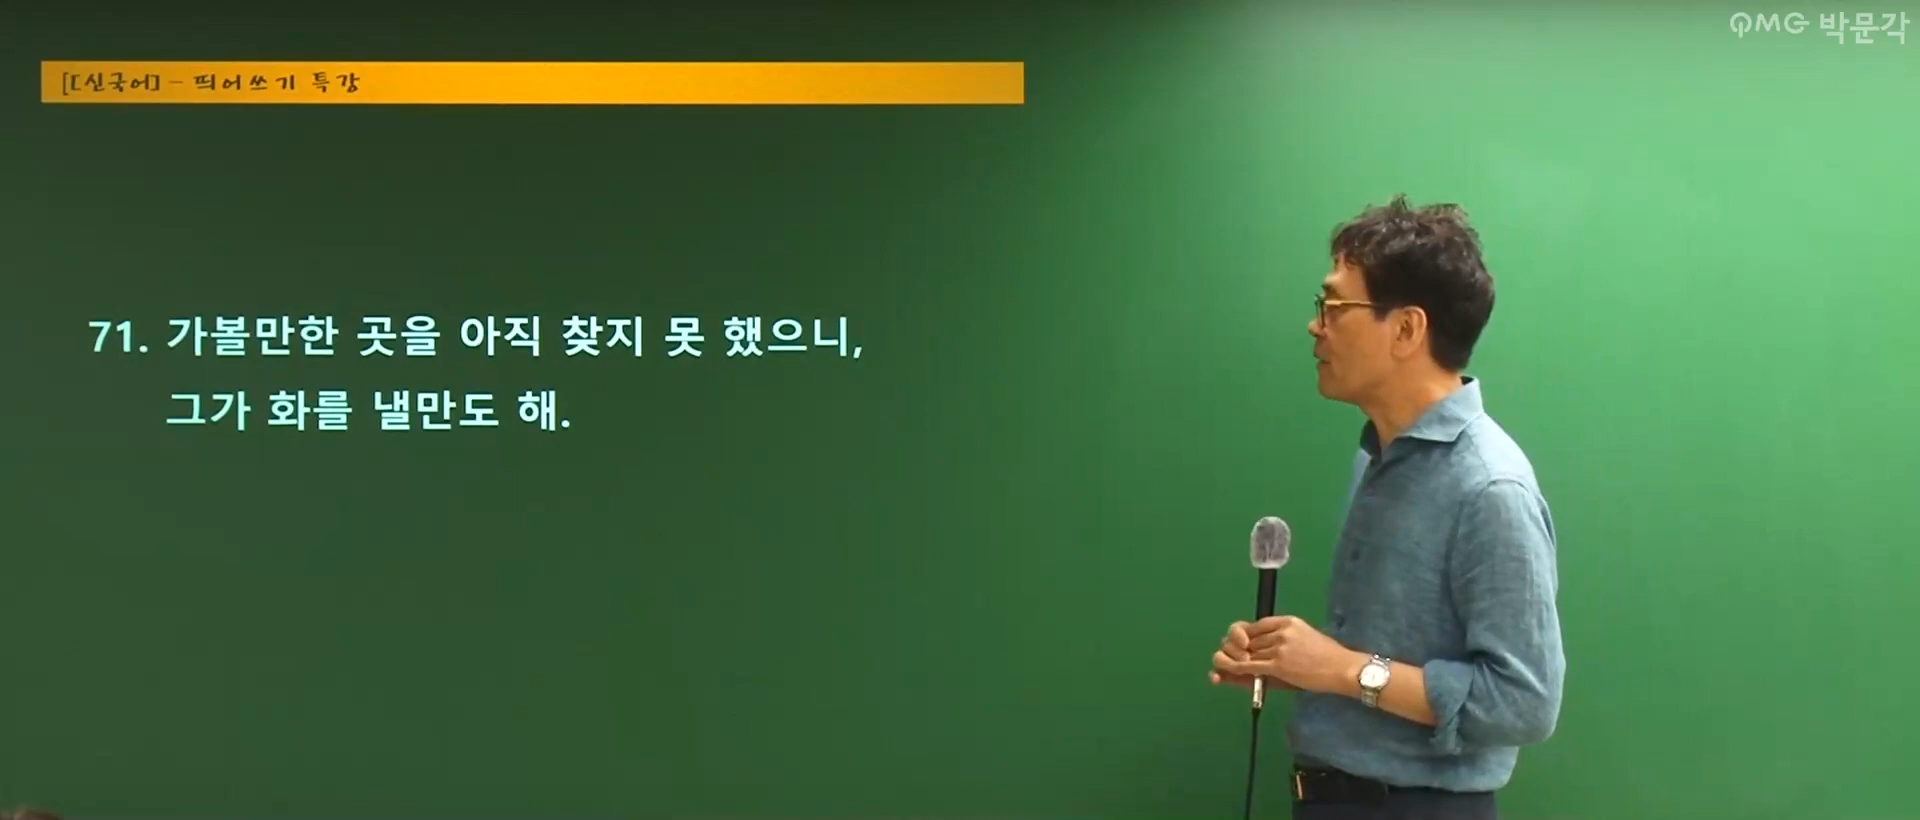 PMG 박문각
[[신국어] - 띄어쓰기 특강
71. 가볼만한 곳을 아직 찾지 못 했으니,
그가 화를 낼만도 해.